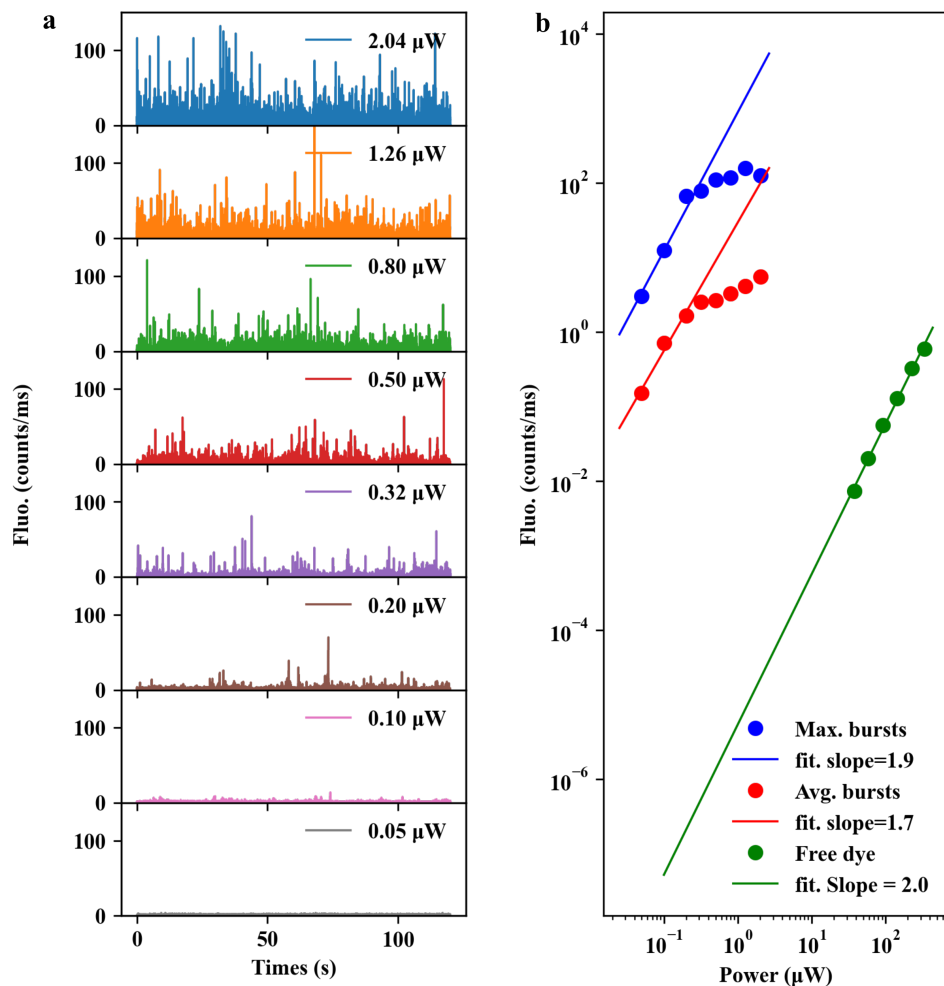 a
2.04 µW
100
0
1.26 µW
100
0
0.80 µW
100
0
0.50 µW
100
0
0.32 µW
100
0
0.20 µW
100
0
0.10 µW
100
0
0.05 µW
100
0
0 50 100
Times (s)
Fluo. (counts/ms)
b
10^4
10^2
10^0
10^−2
10^−4
10^−6
Max. bursts
fit. slope=1.9
Avg. bursts
fit. slope=1.7
Free dye
fit. Slope = 2.0
10^−1 10^0 10^1 10^2
Power (µW)
Fluo. (counts/ms)